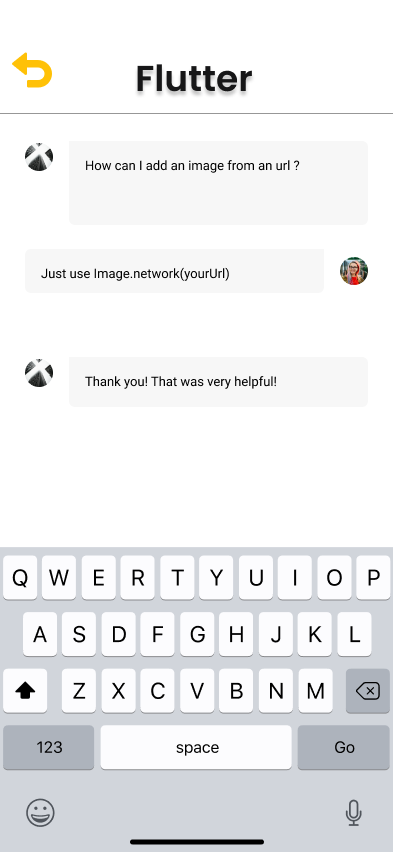 Flutter
How can I add an image from an url ?
Just use Image.network(yourUrl)
Thank you! That was very helpful!
Q W E R T Y U I O P
A S D F G H J K L
Z X C V B N M
123 space Go